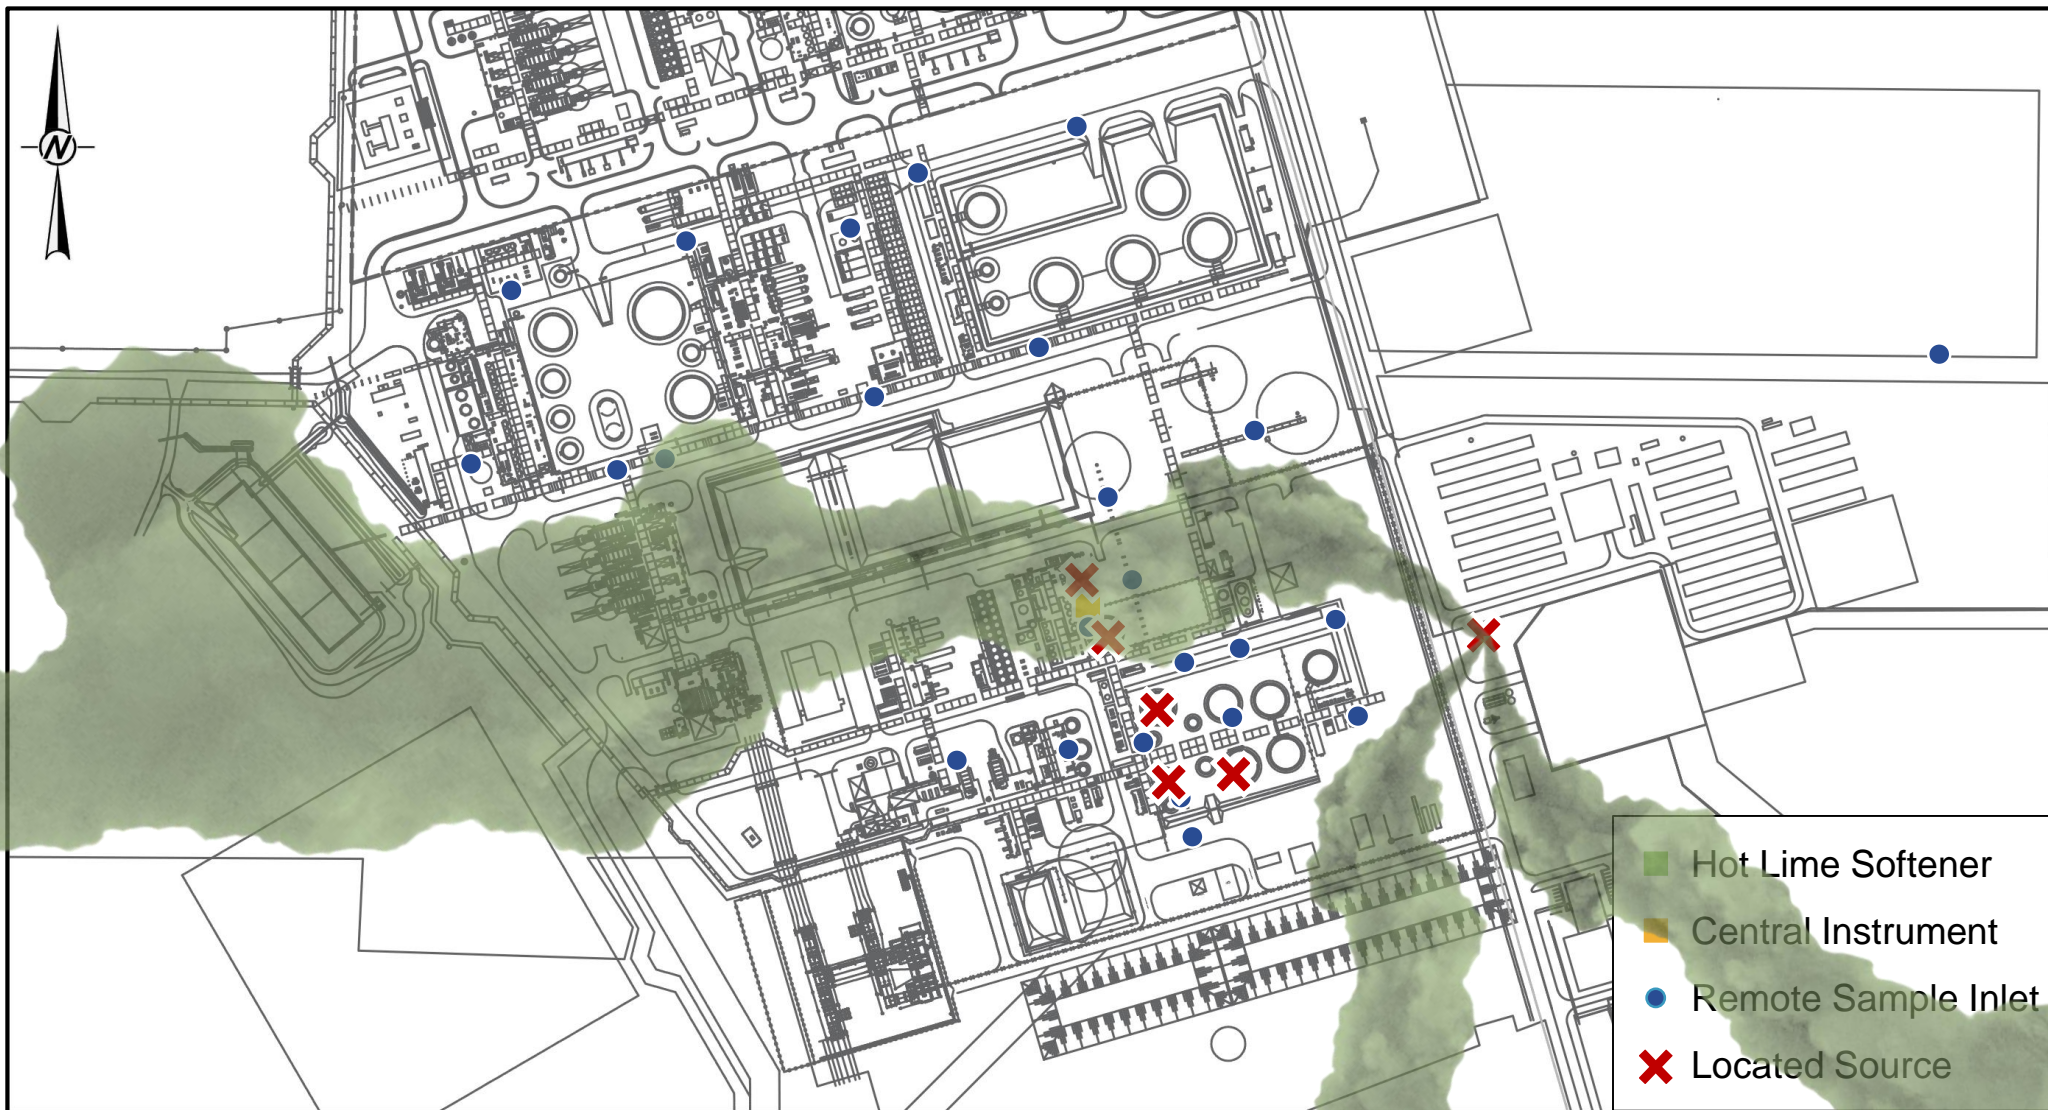 N
Hot Lime Softener
Central Instrument
Remote Sample Inlet
Located Source